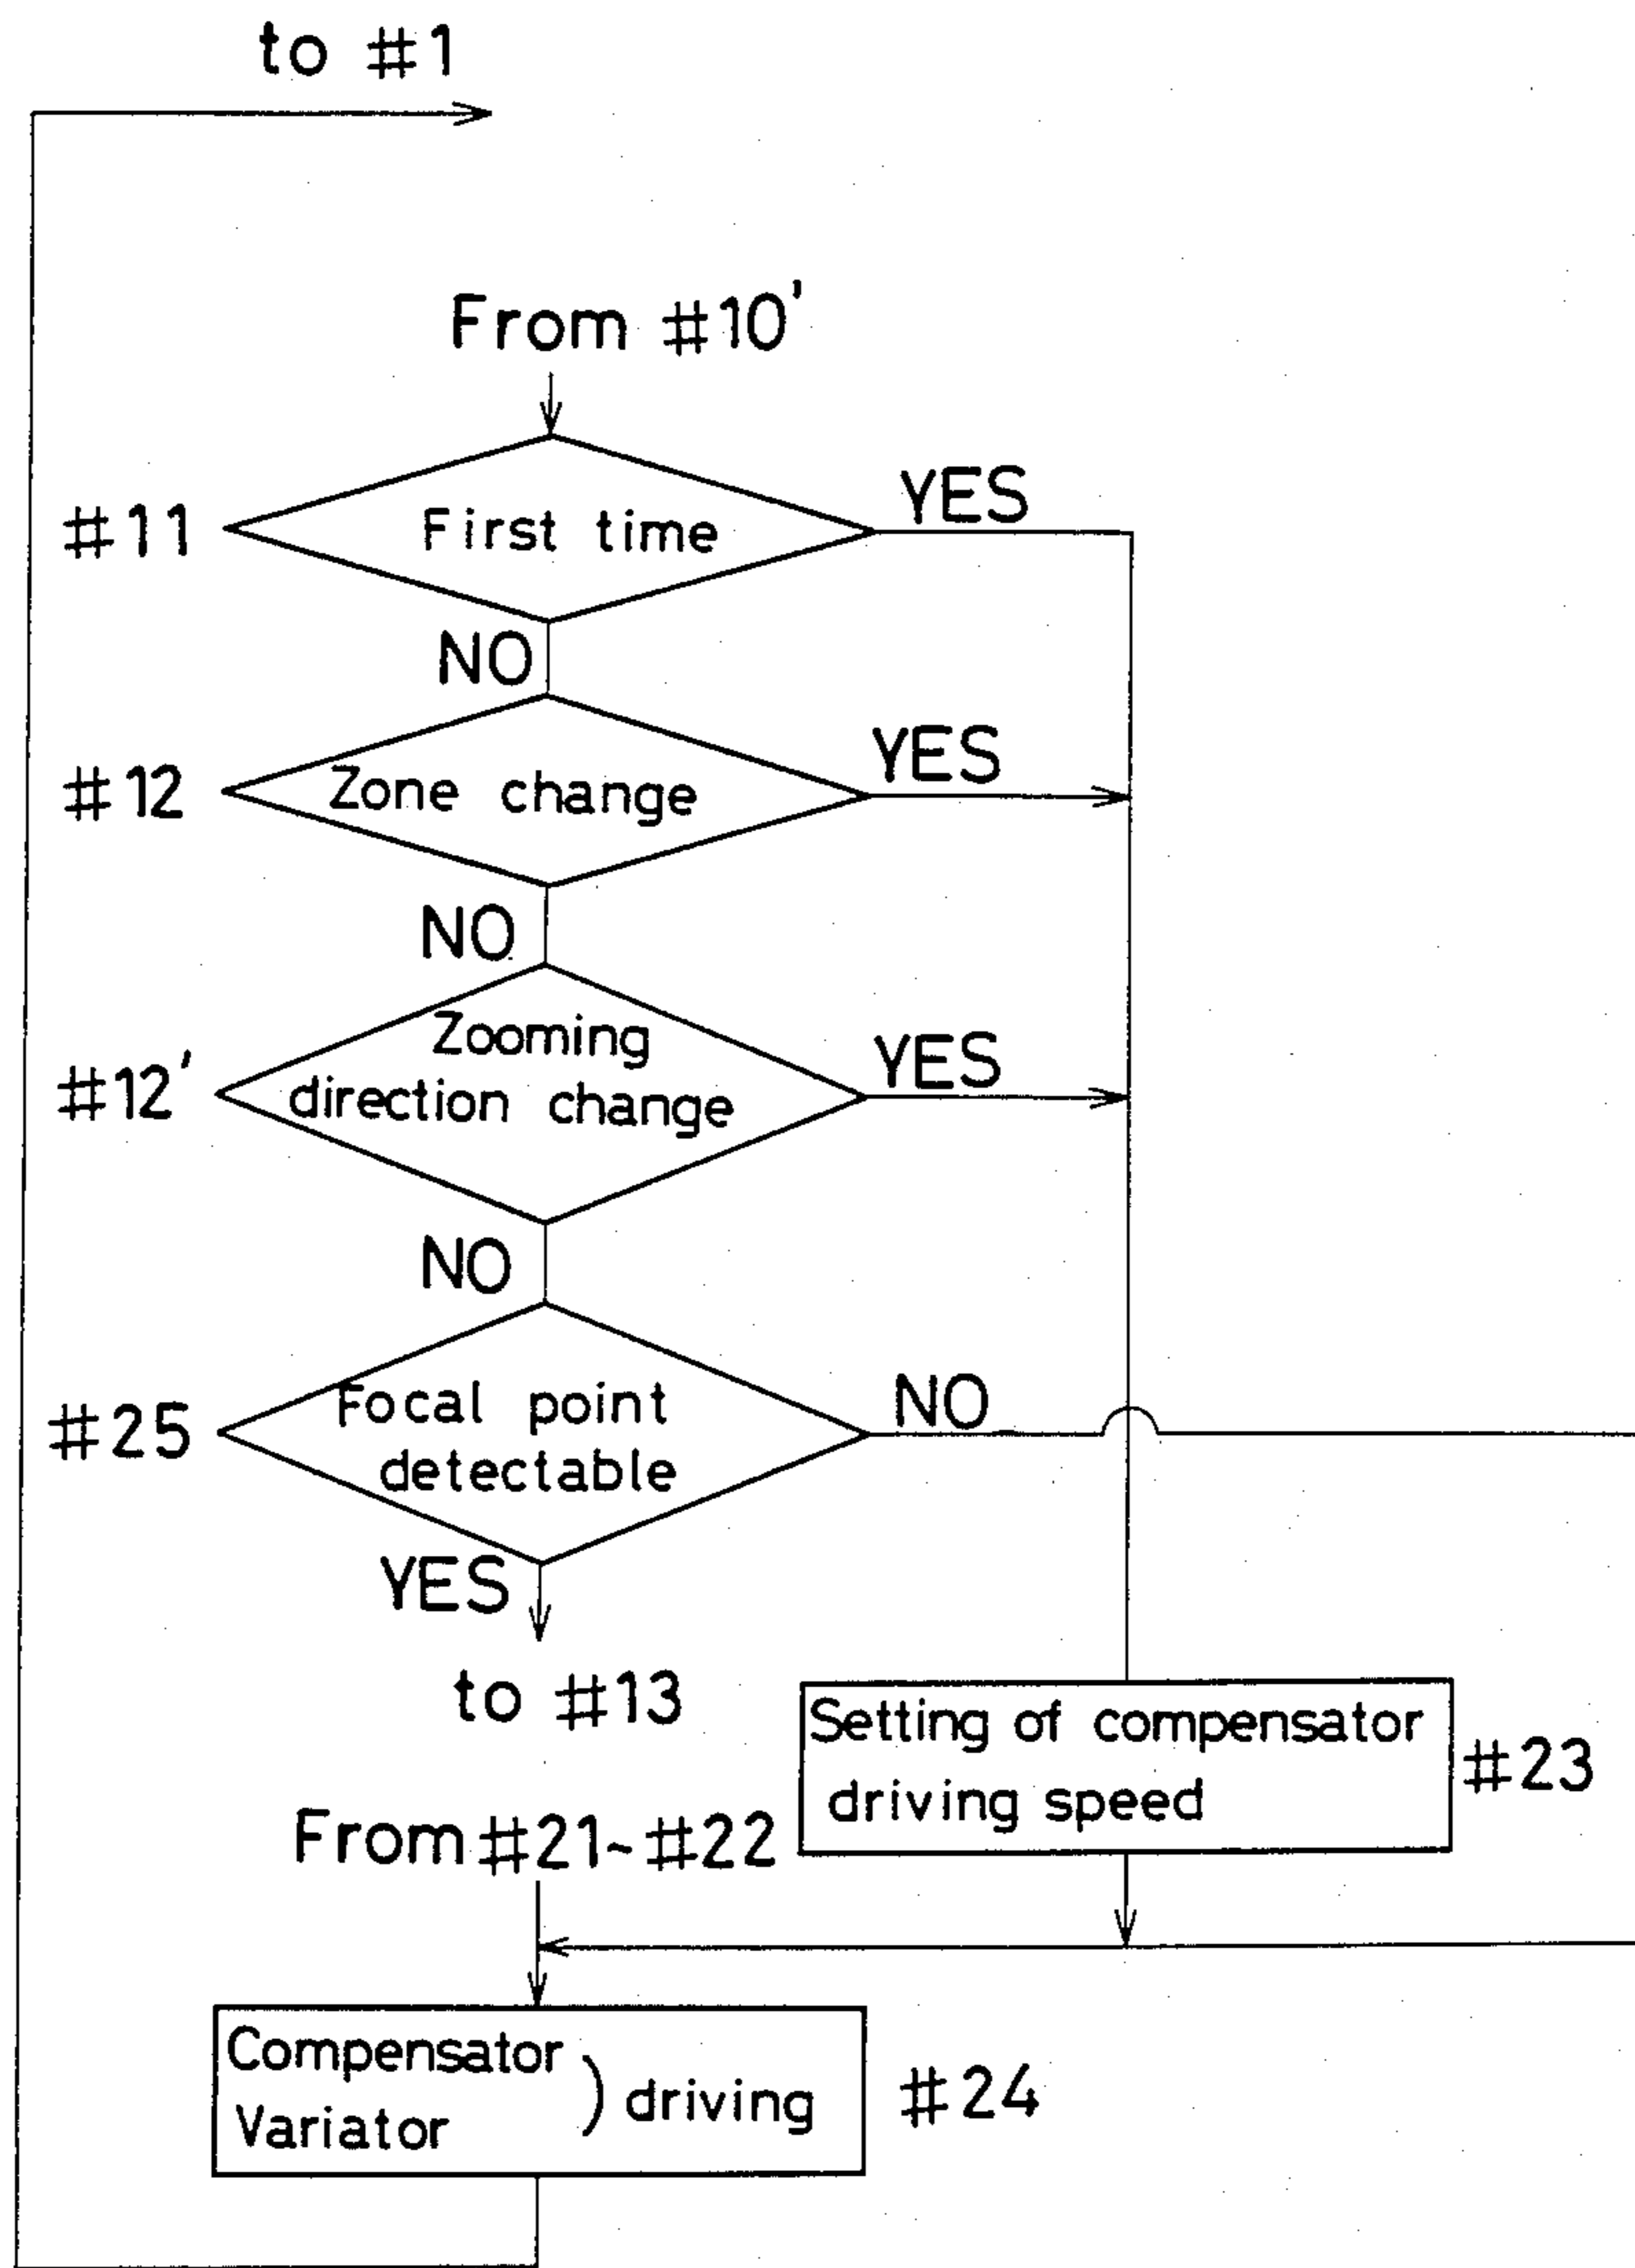 to #1
From #10'
#11
First time
YES
NO
#12
Zone change
YES
NO
#12'
Zooming
direction change
YES
NO
#25
Focal point
detectable
NO
YES
to #13
Setting of compensator
driving speed
#23
From #21~#22
Compensator
Variator
) driving
#24